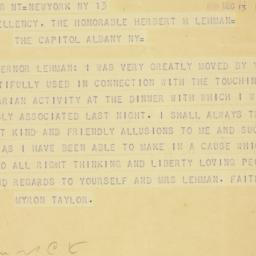 NT=NEWYORK NY 13
ELLENCY. THE HONORABLE HERBERT M LEHMAN=
THE CAPITOL ALBANY NY=
ERNOR LEHMAN: I WAS VERY GREATLY MOVED BY
TIFULLY USED IN CONNECTION WITH THE TOUCHIN
ARIAN ACTIVITY AT THE DINNER WITH WHICH I W
LY ASSOCIATED LAST NIGHT. I SHALL ALWAYS
T KIND AND FRIENDLY ALLUSIONS TO ME AND SUC
AS I HAVE BEEN ABLE TO MAKE IN A CAUSE WHIC
O ALL RIGHT THINKING AND LIBERTY LOVING PE
ND REGARDS TO YOURSELF AND MRS LEHMAN. FAIT
MYRON TAYLOR.